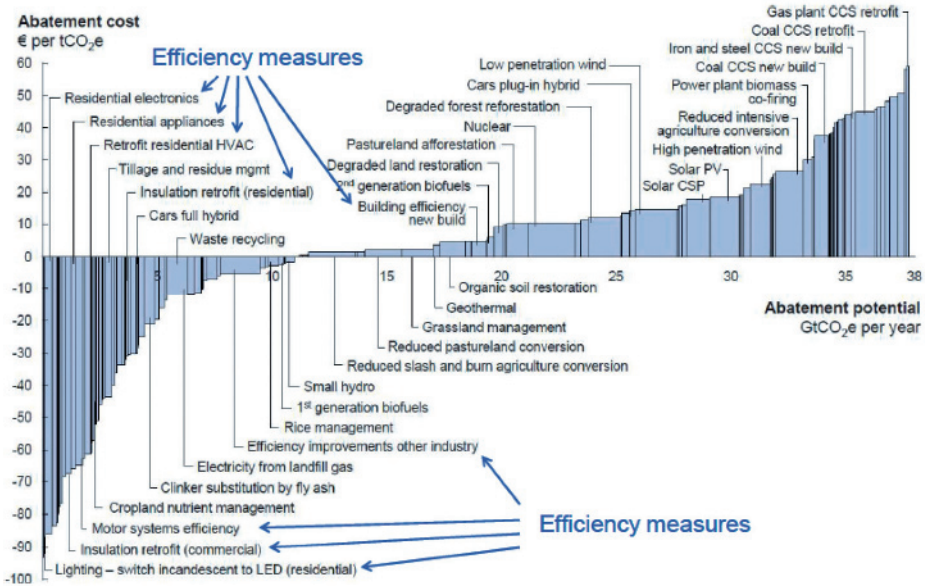 Abatement cost
€ per tCO2e
60
50
40
30
20
10
0
-10
-20
-30
-40
-50
-60
-70
-80
-90
-100
Efficiency measures
Residential electronics
Residential appliances
Retrofit residential HVAC
Tillage and residue mgmt
Insulation retrofit (residential)
Cars full hybrid
Waste recycling
Gas plant CCS retrofit
Coal CCS retrofit
Iron and steel CCS new build
Coal CCS new build
Power plant biomass
co-firing
Reduced intensive
agriculture conversion
High penetration wind
Solar PV
Solar CSP
Low penetration wind
Cars plug-in hybrid
Degraded forest reforestation
Nuclear
Pastureland afforestation
Degraded land restoration
2nd generation biofuels
Building efficiency
new build
5
10
15
20
25
30
35
38
Abatement potential
GtCO2e per year
Organic soil restoration
Geothermal
Grassland management
Reduced pastureland conversion
Reduced slash and burn agriculture conversion
Small hydro
1st generation biofuels
Rice management
Efficiency improvements other industry
Electricity from landfill gas
Clinker substitution by fly ash
Cropland nutrient management
Motor systems efficiency
Insulation retrofit (commercial)
Lighting – switch incandescent to LED (residential)
Efficiency measures